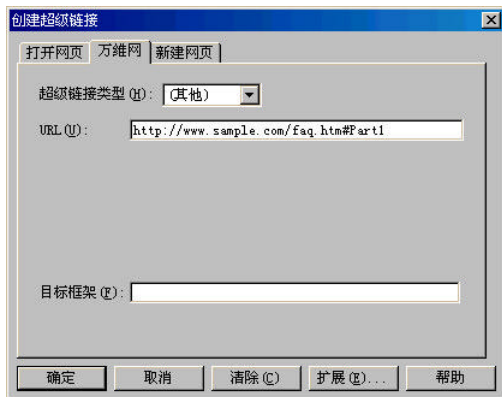 创建超级链接
打开网页 万维网 新建网页
超级链接类型(H): (其他)
URL(U): http://www.sample.com/faq.htm#Part1
目标框架(F):
确定 取消 清除(C) 扩展(E)... 帮助